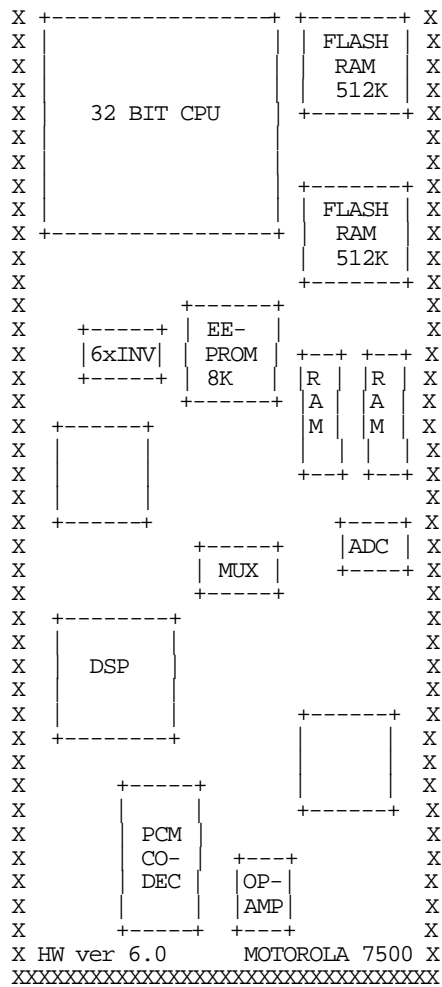 FLASH
RAM
512K
32 BIT CPU
FLASH
RAM
512K
EE-
6xINV PROM
8K
R R
A A
M M
ADC
MUX
DSP
PCM
CO-
DEC OP-
AMP
HW ver 6.0 MOTOROLA 7500